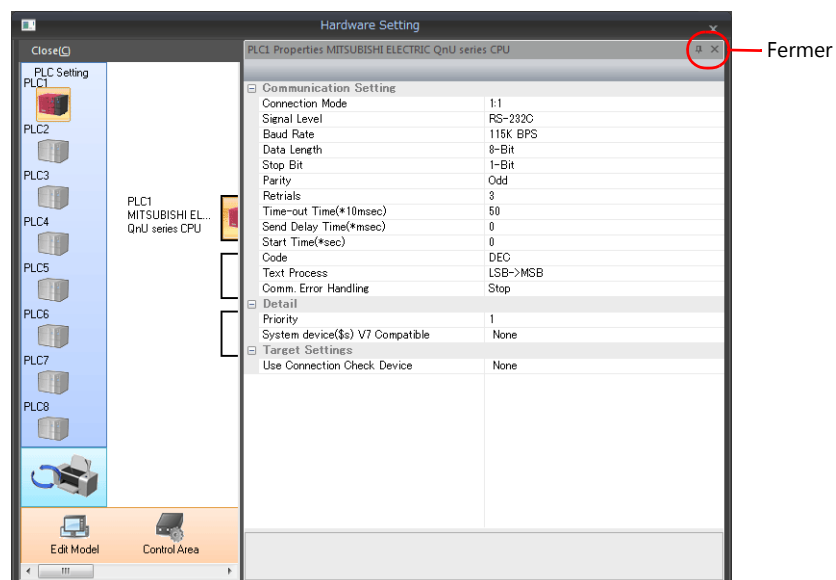 Hardware Setting
Close(C)
PLC1 Properties MITSUBISHI ELECTRIC QnU series CPU
Fermer
PLC Setting
PLC1
PLC2
PLC3
PLC4
PLC5
PLC6
PLC7
PLC8
PLC1
MITSUBISHI EL...
QnU series CPU
Communication Setting
Connection Mode 1:1
Signal Level RS-232C
Baud Rate 115K BPS
Data Length 8-Bit
Stop Bit 1-Bit
Parity Odd
Retrials 3
Time-out Time(*10msec) 50
Send Delay Time(*msec) 0
Start Time(*sec) 0
Code DEC
Text Process LSB->MSB
Comm. Error Handling Stop
Detail
Priority 1
System device($s) V7 Compatible None
Target Settings
Use Connection Check Device None
Edit Model
Control Area